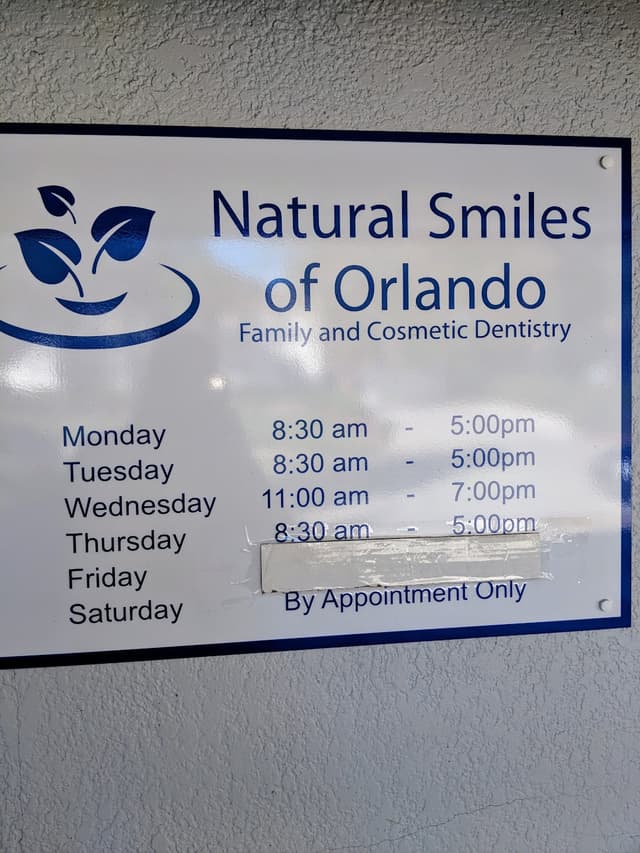 Natural Smiles
of Orlando
Family and Cosmetic Dentistry
Monday 8:30 am - 5:00pm
Tuesday 8:30 am - 5:00pm
Wednesday 11:00 am - 7:00pm
Thursday 8:30 am - 5:00pm
Friday
Saturday By Appointment Only